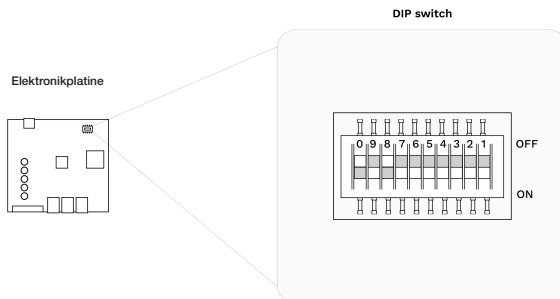 DIP switch
Elektronikplatine
0 9 8 7 6 5 4 3 2 1
OFF
ON